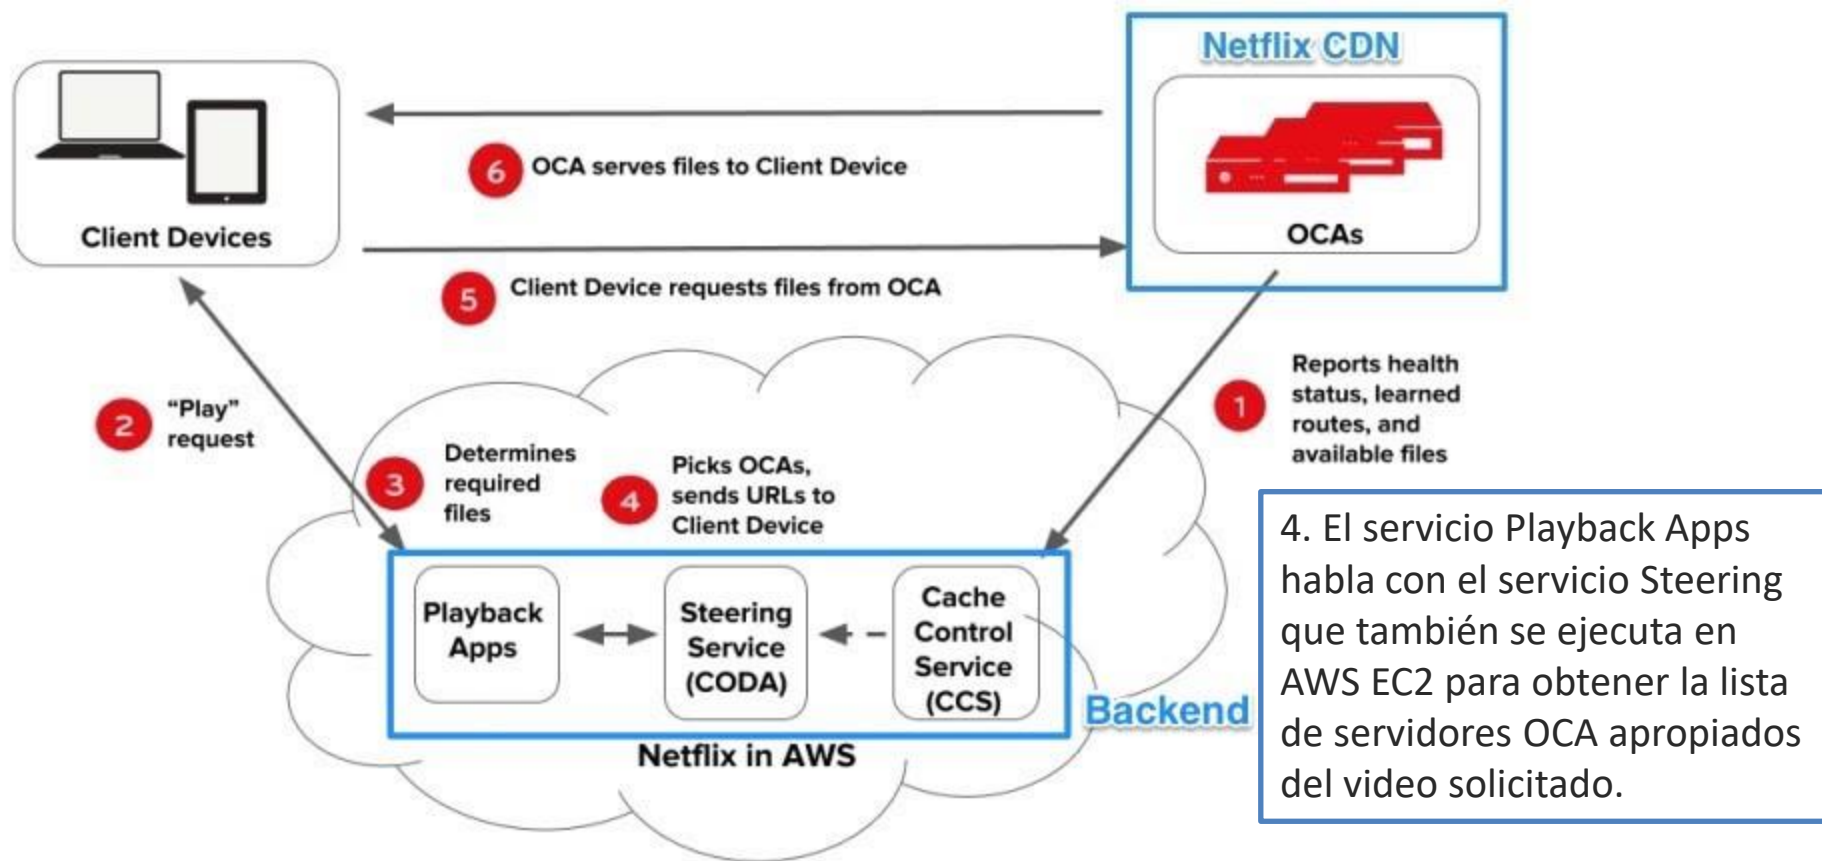 Netflix CDN
OCAs
Client Devices
6
OCA serves files to Client Device
5
Client Device requests files from OCA
1
Reports health
status, learned
routes, and
available files
2
“Play”
request
3
Determines
required
files
4
Picks OCAs,
sends URLs to
Client Device
Playback
Apps
Steering
Service
(CODA)
Cache
Control
Service
(CCS)
Backend
Netflix in AWS
4. El servicio Playback Apps
habla con el servicio Steering
que también se ejecuta en
AWS EC2 para obtener la lista
de servidores OCA apropiados
del video solicitado.